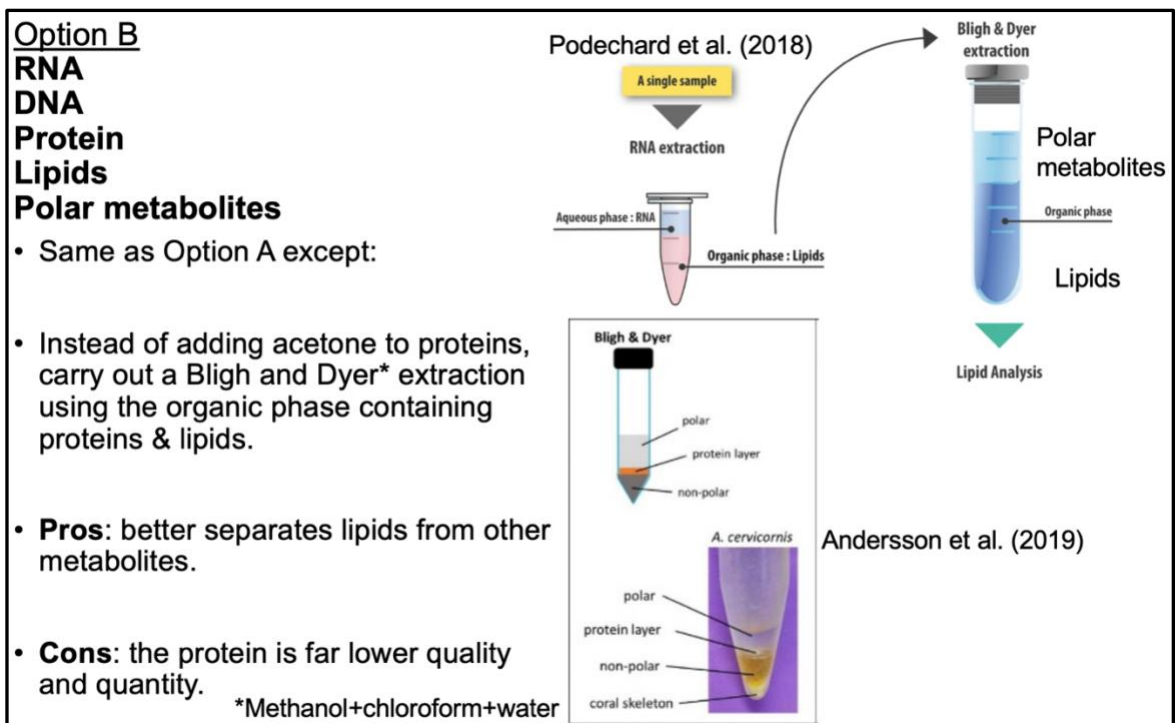 Option B
RNA
DNA
Protein
Lipids
Polar metabolites
• Same as Option A except:
• Instead of adding acetone to proteins,
carry out a Bligh and Dyer* extraction
using the organic phase containing
proteins & lipids.
• Pros: better separates lipids from other
metabolites.
• Cons: the protein is far lower quality
and quantity.
*Methanol+chloroform+water
Podechard et al. (2018)
A single sample
RNA extraction
Aqueous phase : RNA
Organic phase : Lipids
Bligh & Dyer
extraction
Polar
metabolites
Organic phase
Lipids
Lipid Analysis
Bligh & Dyer
polar
protein layer
non-polar
A. cervicornis
polar
protein layer
non-polar
coral skeleton
Andersson et al. (2019)